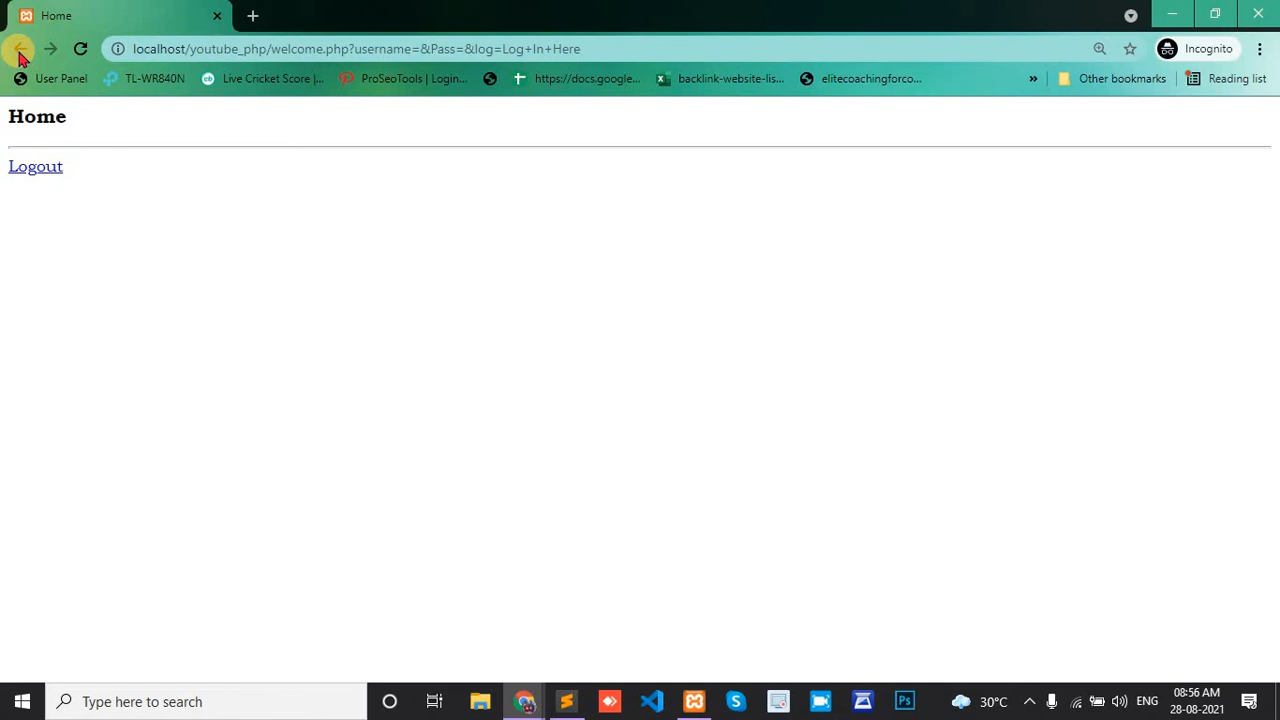 Home
localhost/youtube_php/welcome.php?username=&Pass=&log=Log+In+Here
Incognito
User Panel
TL-WR840N
Live Cricket Score |...
ProSeoTools | Login...
https://docs.google...
backlink-website-lis...
elitecoachingforco...
»
Other bookmarks
Reading list
Home
Logout
Type here to search
30°C
ENG
08:56 AM
28-08-2021